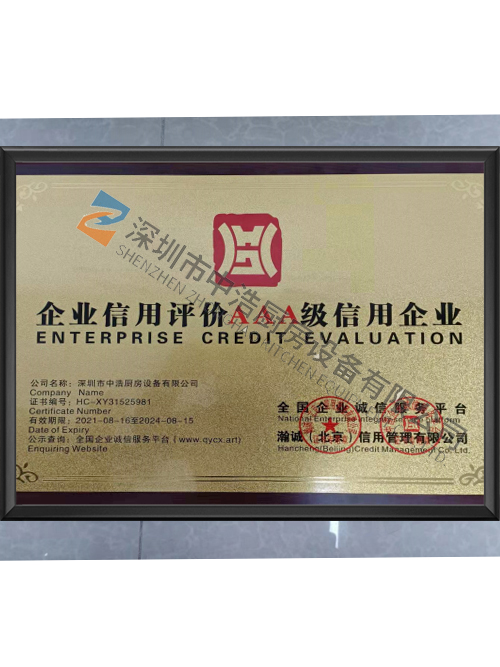 企业信用评价AAA级信用企业
ENTERPRISE CREDIT EVALUATION
公司名称：深圳市中浩厨房设备有限公司
Company Name
证书编号：HC-XY31525981
Certificate Number
有效期限：2021-08-16至2024-08-15
Date of Expiry
公示查询：全国企业诚信服务平台（www.qycx.art）
Enquiring Website
全国企业诚信服务平台
National Enterprise Integrity
瀚诚（北京）信用管理有限公司
Hancheng(Beijing)Credit Management Co.,Ltd.
深圳市中浩厨房设备有限
SHENZHEN